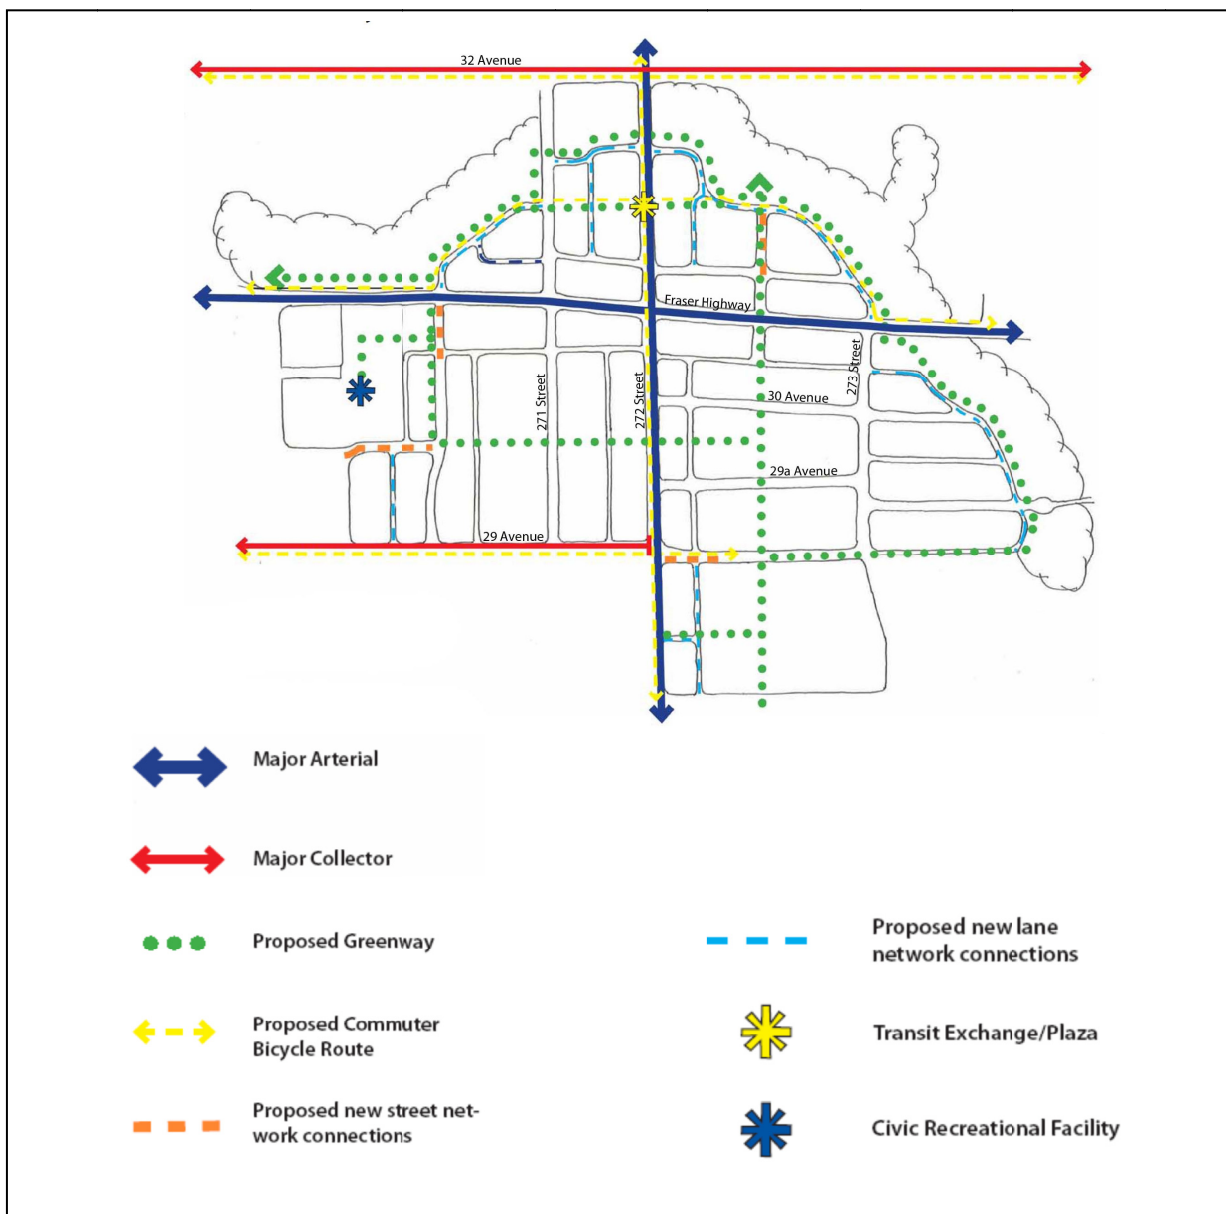 32 Avenue
Fraser Highway
273 Street
30 Avenue
271 Street
272 Street
29a Avenue
29 Avenue
Major Arterial
Major Collector
Proposed Greenway
Proposed Commuter
Bicycle Route
Proposed new street net-
work connections
Proposed new lane
network connections
Transit Exchange/Plaza
Civic Recreational Facility